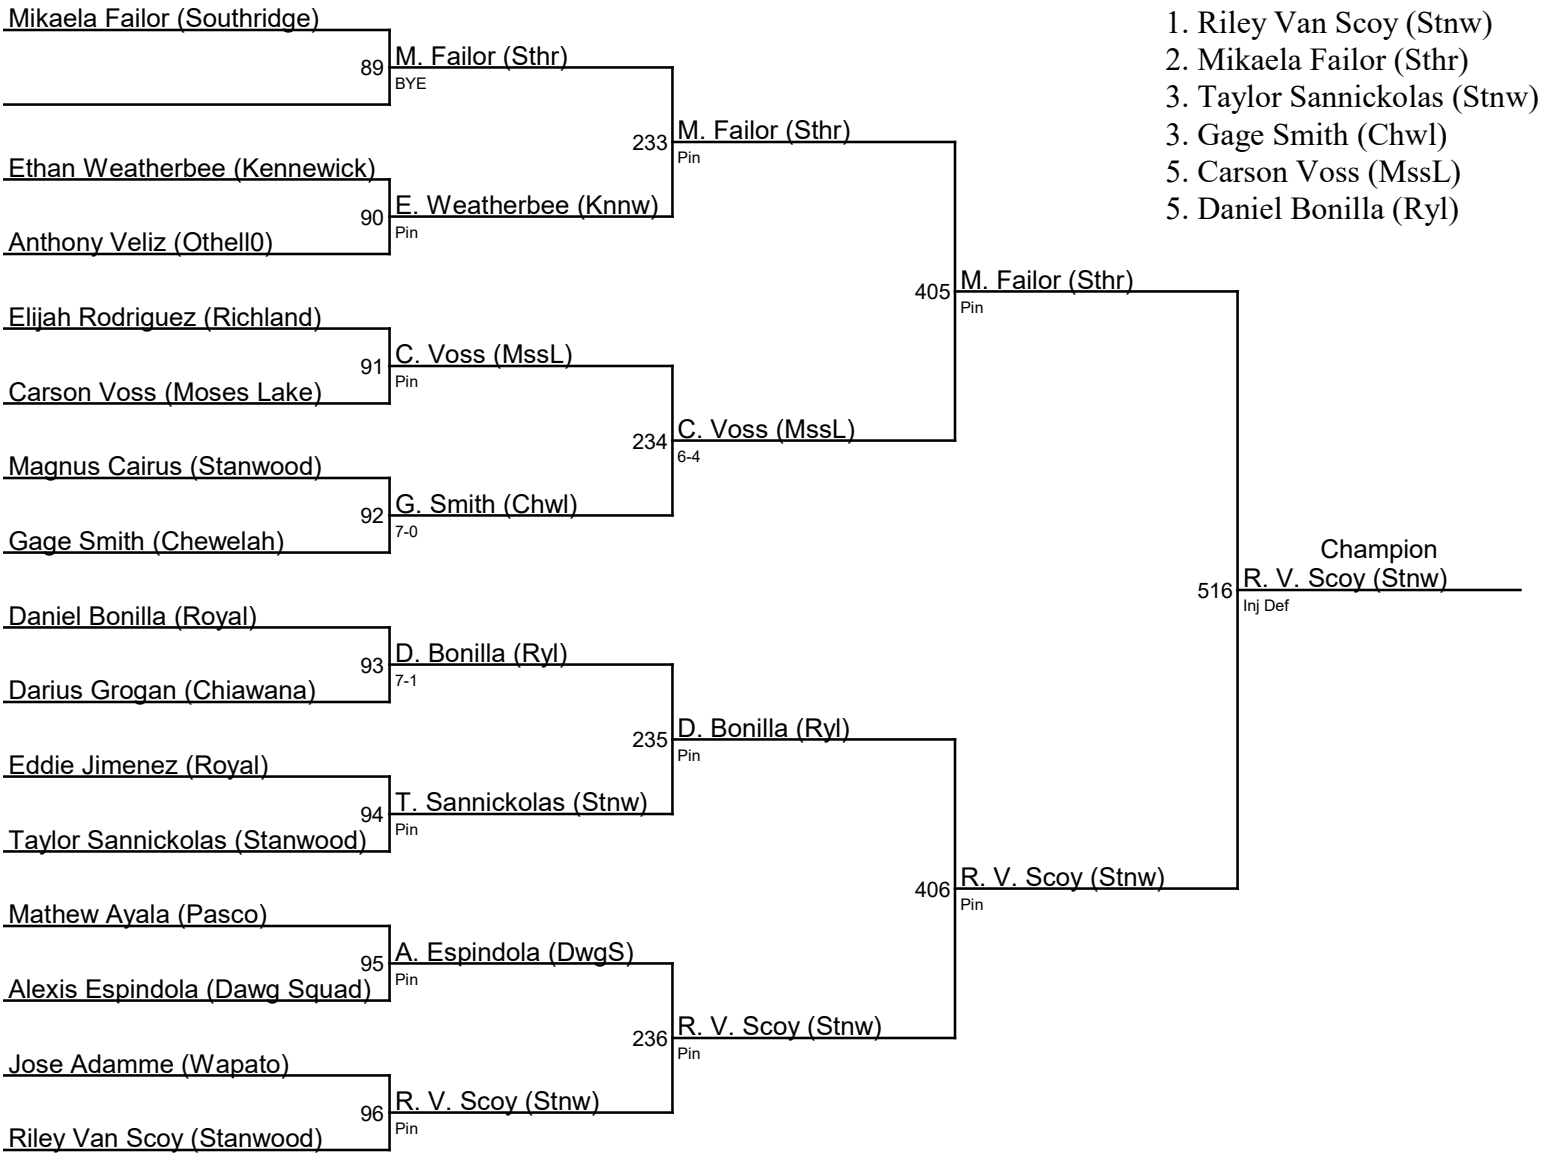 Mikaela Failor (Southridge)
89
M. Failor (Sthr)
BYE
Ethan Weatherbee (Kennewick)
90
Anthony Veliz (Othell0)
E. Weatherbee (Knnw)
Pin
233
M. Failor (Sthr)
Pin
Elijah Rodriguez (Richland)
91
Carson Voss (Moses Lake)
C. Voss (MssL)
Pin
Magnus Cairus (Stanwood)
92
Gage Smith (Chewelah)
G. Smith (Chwl)
7-0
234
C. Voss (MssL)
6-4
405
M. Failor (Sthr)
Pin
Daniel Bonilla (Royal)
93
Darius Grogan (Chiawana)
D. Bonilla (Ryl)
7-1
Eddie Jimenez (Royal)
94
Taylor Sannickolas (Stanwood)
T. Sannickolas (Stnw)
Pin
235
D. Bonilla (Ryl)
Pin
Mathew Ayala (Pasco)
95
Alexis Espindola (Dawg Squad)
A. Espindola (DwgS)
Pin
Jose Adamme (Wapato)
96
Riley Van Scoy (Stanwood)
R. V. Scoy (Stnw)
Pin
236
R. V. Scoy (Stnw)
Pin
406
R. V. Scoy (Stnw)
Pin
516
Champion
R. V. Scoy (Stnw)
Inj Def
1. Riley Van Scoy (Stnw)
2. Mikaela Failor (Sthr)
3. Taylor Sannickolas (Stnw)
3. Gage Smith (Chwl)
5. Carson Voss (MssL)
5. Daniel Bonilla (Ryl)